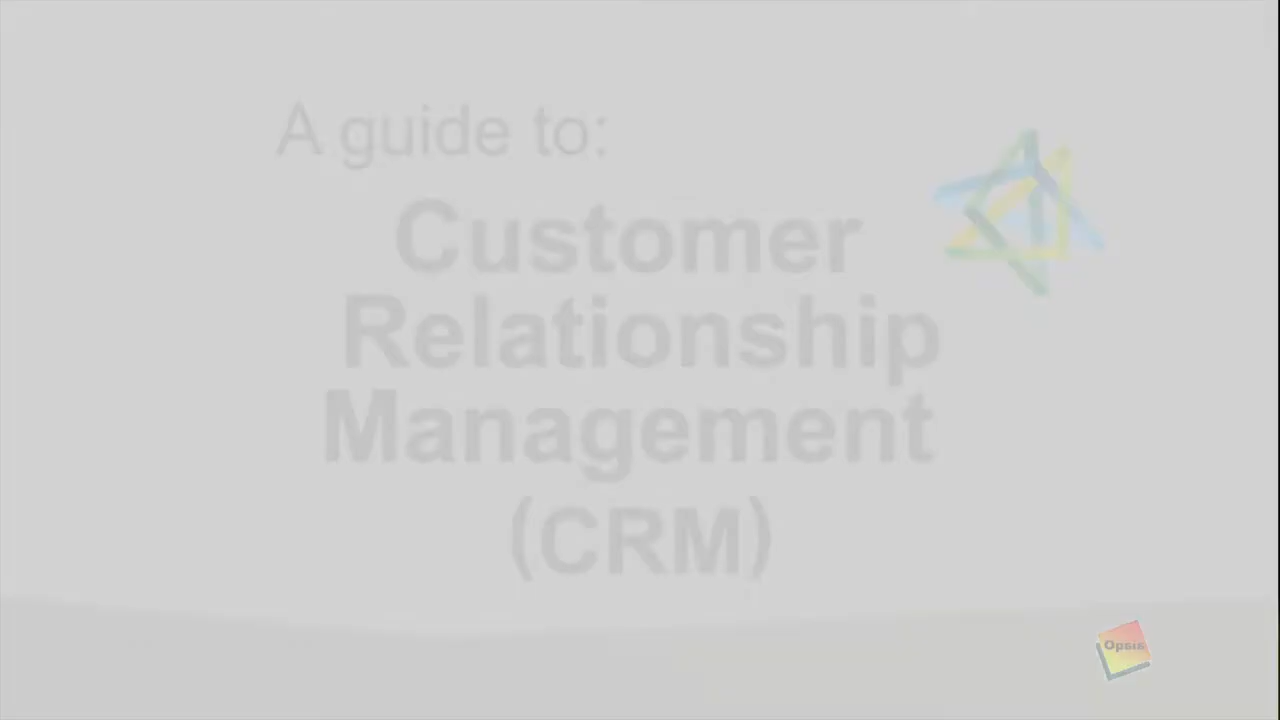 A guide to:
Customer
Relationship
Management
(CRM)
Opsis